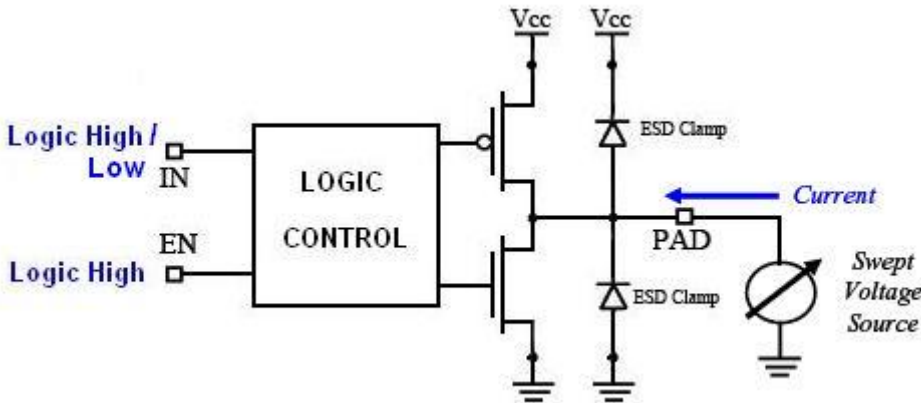 Vcc
Vcc
Logic High /
Low
IN
ESD Clamp
LOGIC
CONTROL
Current
EN
PAD
Logic High
ESD Clamp
Swept
Voltage
Source